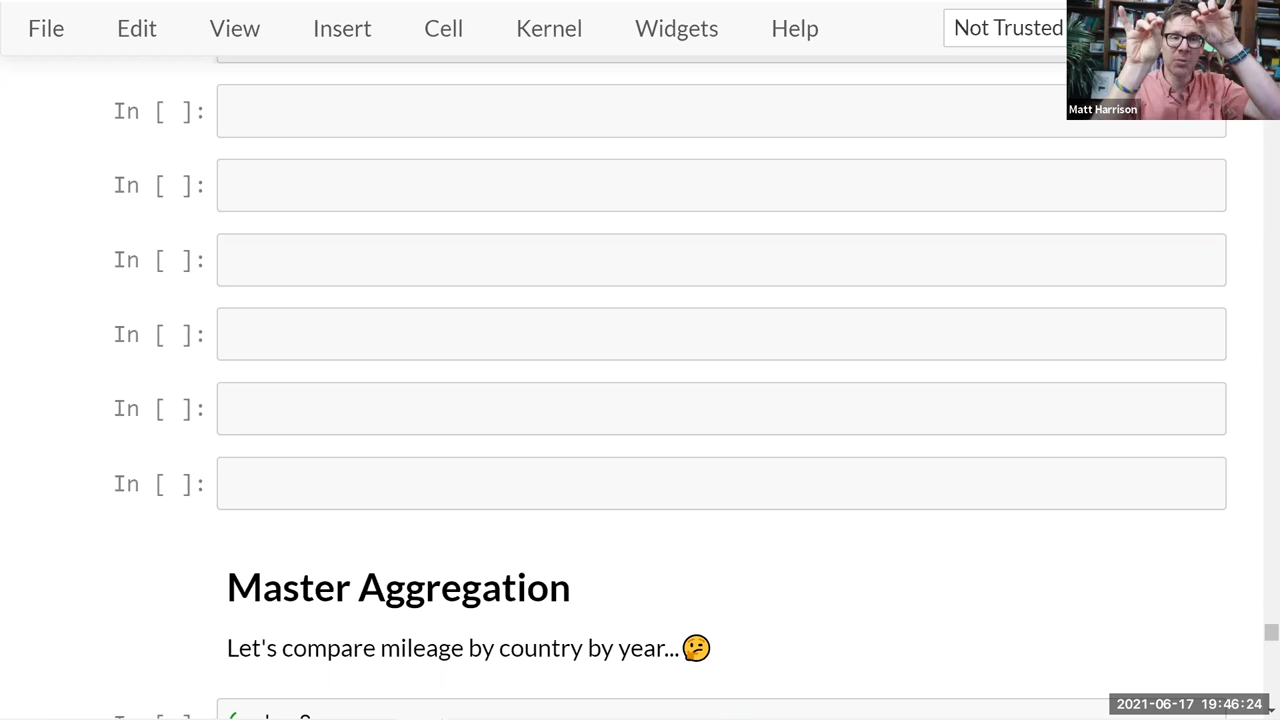 File Edit View Insert Cell Kernel Widgets Help Not Trusted
Matt Harrison
In [ ]:
In [ ]:
In [ ]:
In [ ]:
In [ ]:
In [ ]:
Master Aggregation
Let's compare mileage by country by year...🤔
2021-06-17 19:46:24